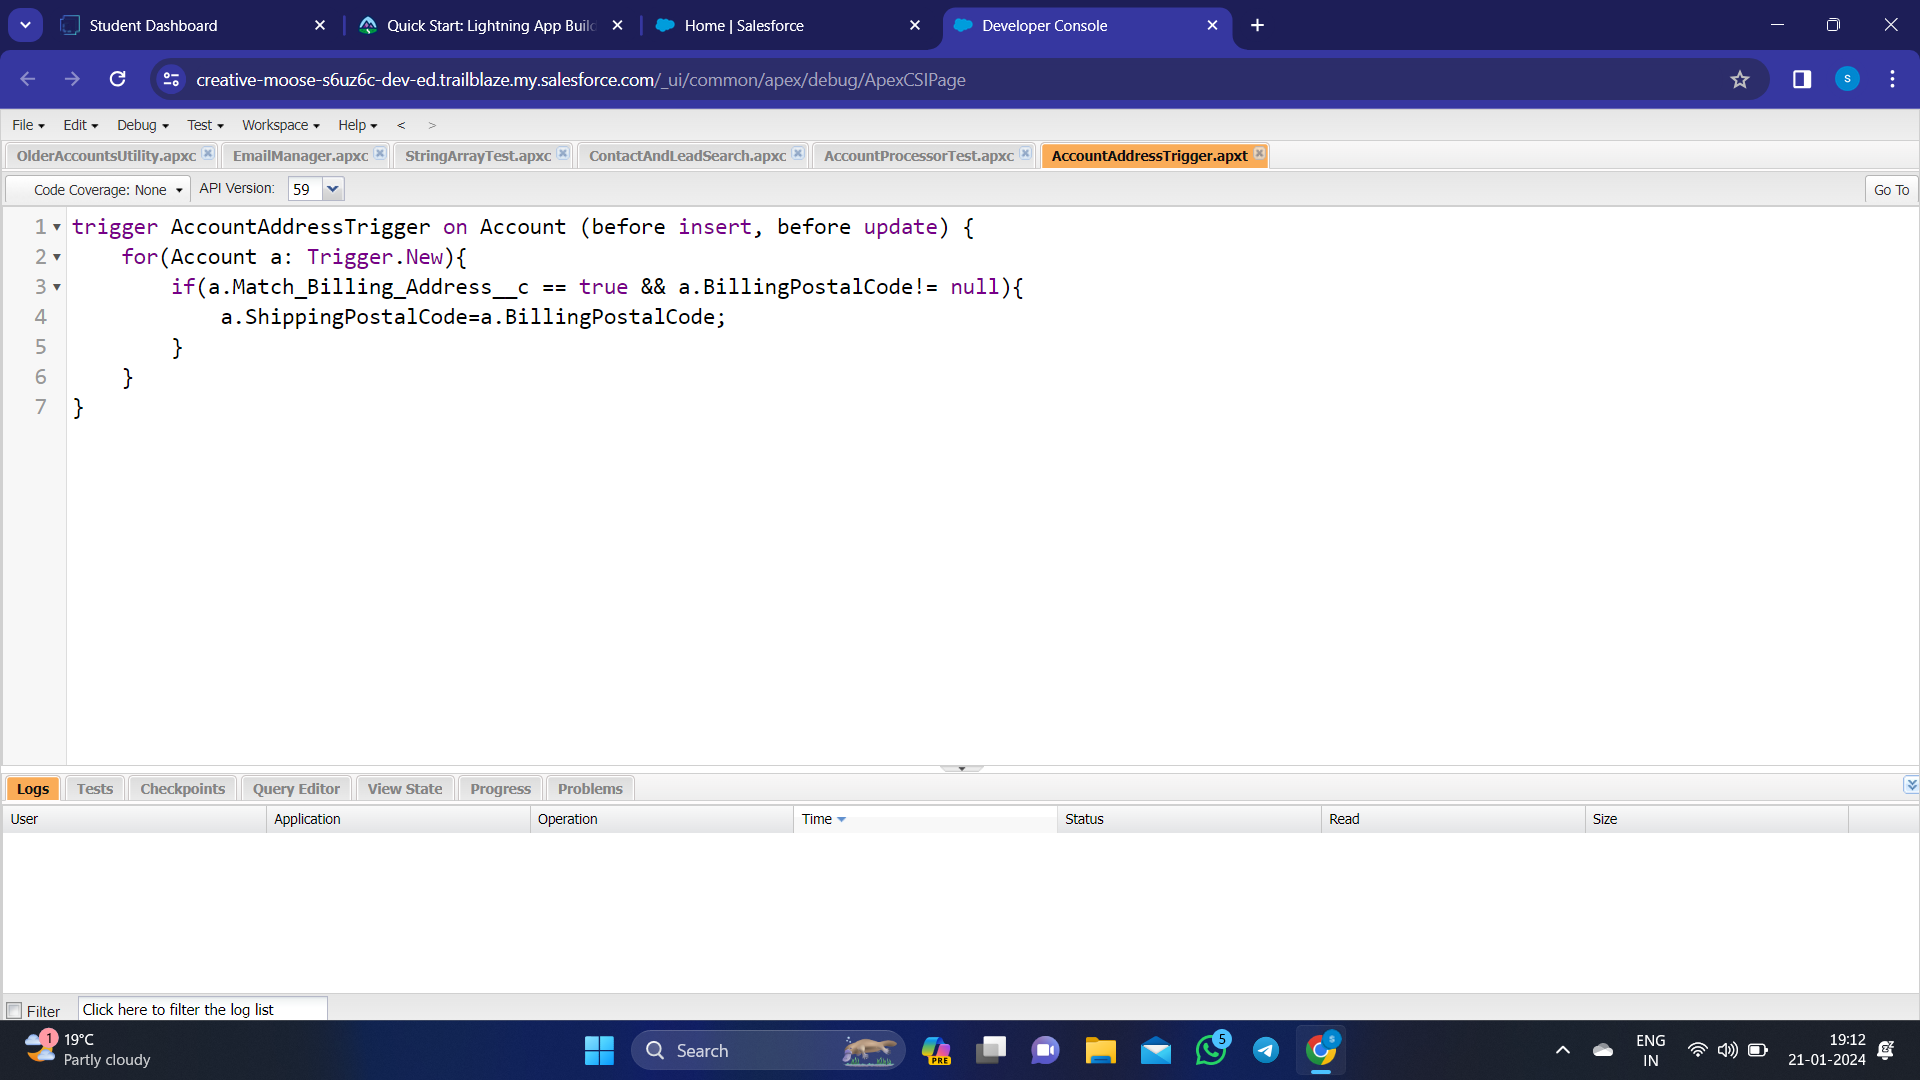 Student Dashboard
Quick Start: Lightning App Buil
Home | Salesforce
Developer Console
creative-moose-s6uz6c-dev-ed.trailblaze.my.salesforce.com/_ui/common/apex/debug/ApexCSIPage
S
File Edit Debug Test Workspace Help < >
OlderAccountsUtility.apxc EmailManager.apxc StringArrayTest.apxc ContactAndLeadSearch.apxc AccountProcessorTest.apxc AccountAddressTrigger.apxt
Code Coverage: None API Version: 59 Go To
1 trigger AccountAddressTrigger on Account (before insert, before update) {
2 for(Account a: Trigger.New){
3 if(a.Match_Billing_Address__c == true && a.BillingPostalCode!= null){
4 a.ShippingPostalCode=a.BillingPostalCode;
5 }
6 }
7 }
Logs Tests Checkpoints Query Editor View State Progress Problems
User Application Operation Time Status Read Size
Filter Click here to filter the log list
1 19°C
Partly cloudy
Search
PRE
5
S
ENG
IN
19:12
21-01-2024